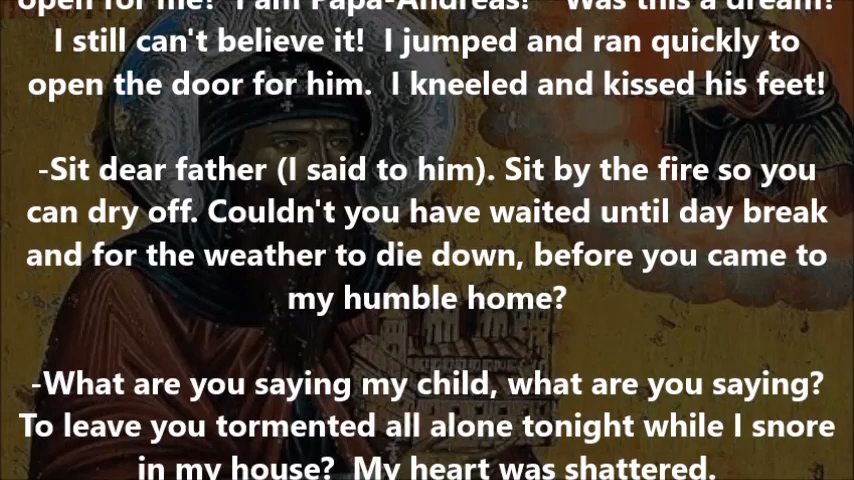 open for me? I am Papa-Andreas!" Was this a dream?
I still can't believe it! I jumped and ran quickly to
open the door for him. I kneeled and kissed his feet!
-Sit dear father (I said to him). Sit by the fire so you
can dry off. Couldn't you have waited until day break
and for the weather to die down, before you came to
my humble home?
-What are you saying my child, what are you saying?
To leave you tormented all alone tonight while I snore
in my house? My heart was shattered.